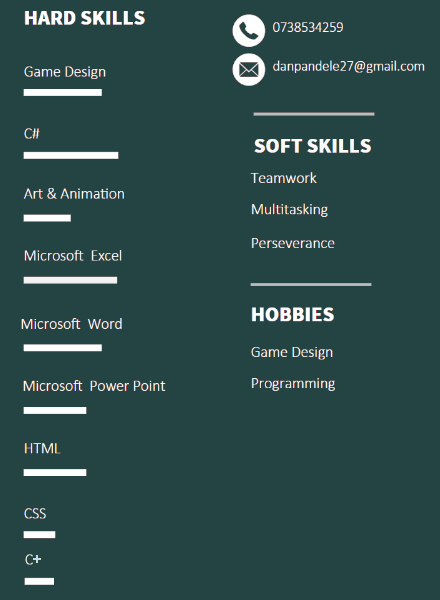 HARD SKILLS
Game Design
C#
Art & Animation
Microsoft Excel
Microsoft Word
Microsoft Power Point
HTML
CSS
C+
0738534259
danpandele27@gmail.com
SOFT SKILLS
Teamwork
Multitasking
Perseverance
HOBBIES
Game Design
Programming